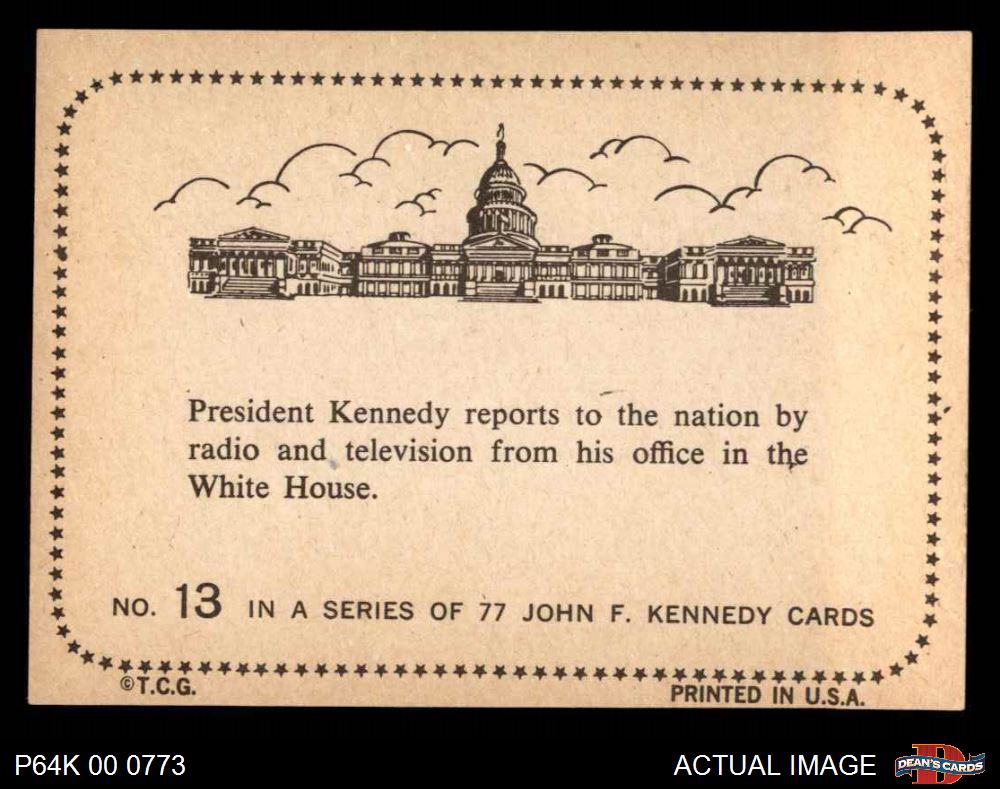 President Kennedy reports to the nation by
radio and television from his office in the
White House.
NO. 13 IN A SERIES OF 77 JOHN F. KENNEDY CARDS
©T.C.G.
PRINTED IN U.S.A.
P64K 00 0773
ACTUAL IMAGE
D
DEAN'S CARDS